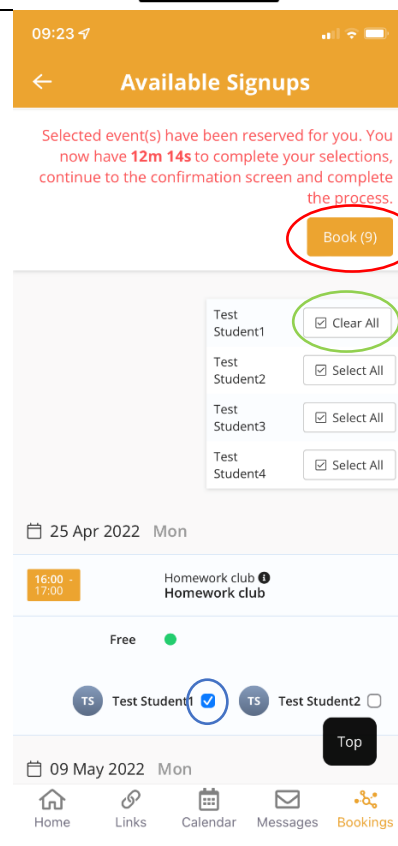 09:23
Available Signups
Selected event(s) have been reserved for you. You
now have 12m 14s to complete your selections,
continue to the confirmation screen and complete
the process.
Book (9)
Test
Student1
Clear All
Test
Student2
Select All
Test
Student3
Select All
Test
Student4
Select All
25 Apr 2022 Mon
16:00 -
17:00
Homework club
Homework club
Free
TS Test Student1 TS Test Student2
Top
09 May 2022 Mon
Home Links Calendar Messages Bookings